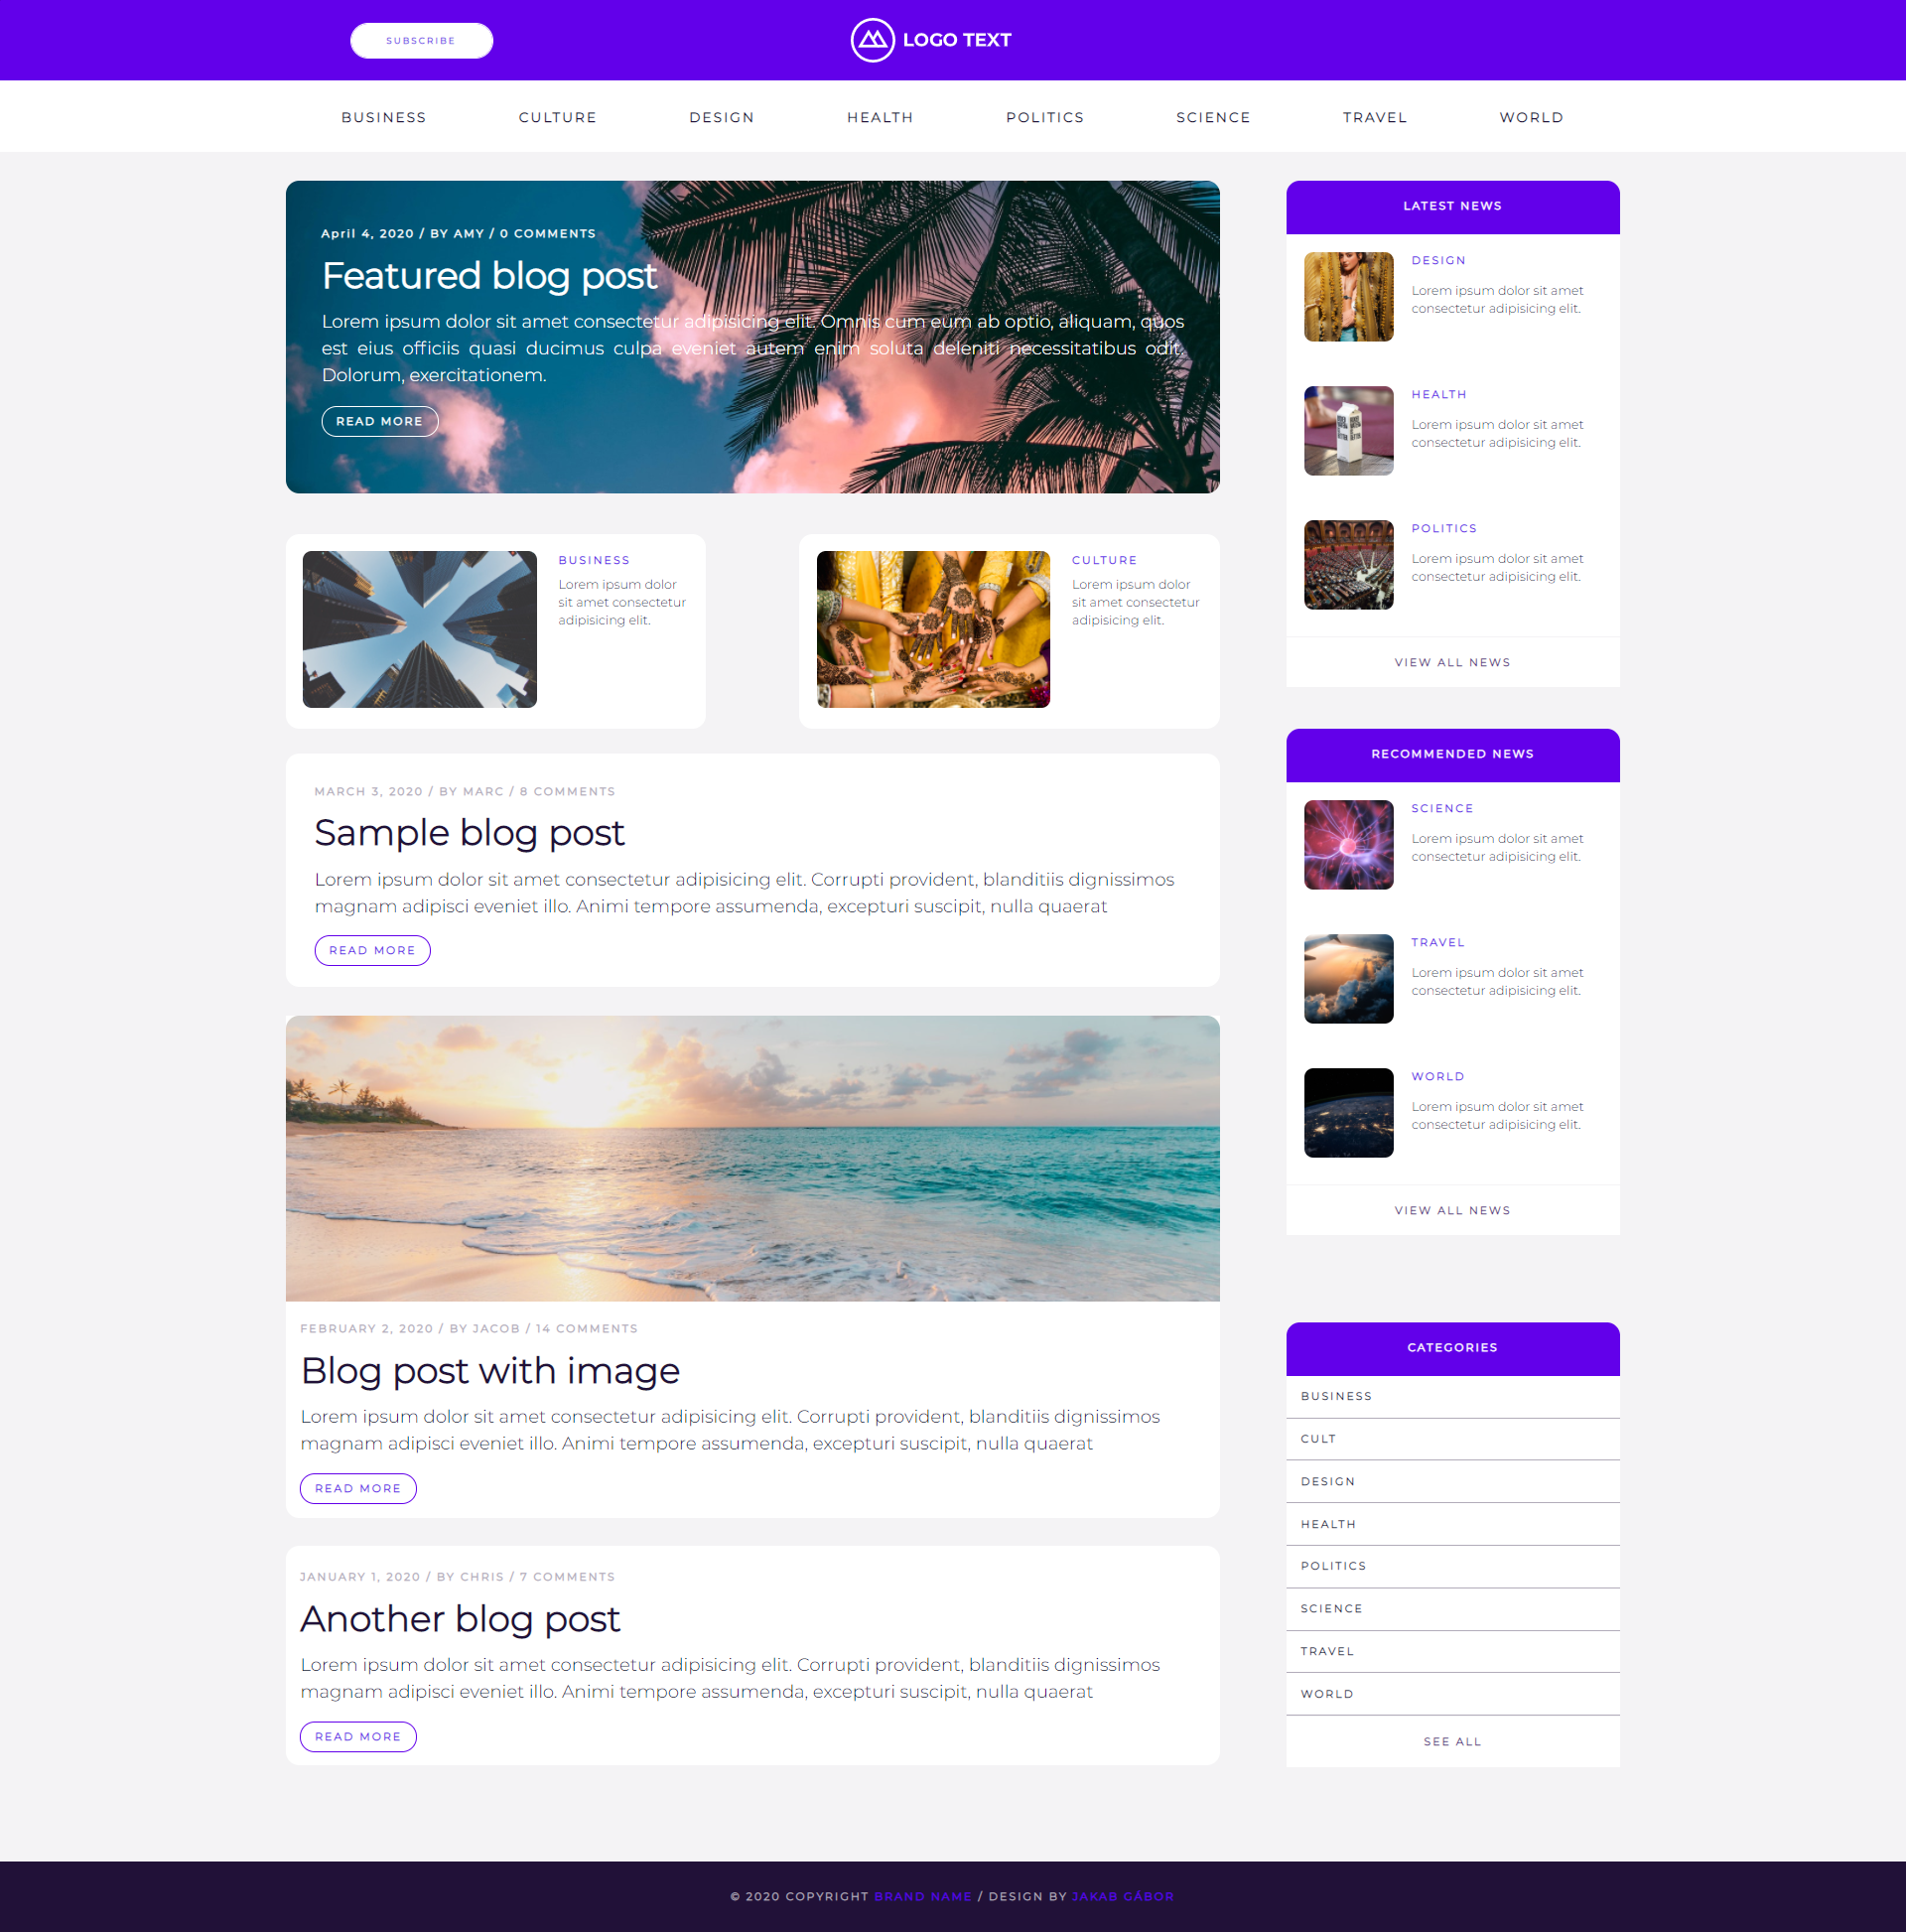 SUBSCRIBE
LOGO TEXT
BUSINESS
CULTURE
DESIGN
HEALTH
POLITICS
SCIENCE
TRAVEL
WORLD
April 4, 2020 / BY AMY / 0 COMMENTS
Featured blog post
Lorem ipsum dolor sit amet consectetur adipisicing elit. Omnis cum eum ab optio, aliquam, quos
est eius officiis quasi ducimus culpa eveniet autem enim soluta deleniti necessitatibus odit.
Dolorum, exercitationem.
READ MORE
BUSINESS
Lorem ipsum dolor
sit amet consectetur
adipisicing elit.
CULTURE
Lorem ipsum dolor
sit amet consectetur
adipisicing elit.
MARCH 3, 2020 / BY MARC / 8 COMMENTS
Sample blog post
Lorem ipsum dolor sit amet consectetur adipisicing elit. Corrupti provident, blanditiis dignissimos
magnam adipisci eveniet illo. Animi tempore assumenda, excepturi suscipit, nulla quaerat
READ MORE
FEBRUARY 2, 2020 / BY JACOB / 14 COMMENTS
Blog post with image
Lorem ipsum dolor sit amet consectetur adipisicing elit. Corrupti provident, blanditiis dignissimos
magnam adipisci eveniet illo. Animi tempore assumenda, excepturi suscipit, nulla quaerat
READ MORE
JANUARY 1, 2020 / BY CHRIS / 7 COMMENTS
Another blog post
Lorem ipsum dolor sit amet consectetur adipisicing elit. Corrupti provident, blanditiis dignissimos
magnam adipisci eveniet illo. Animi tempore assumenda, excepturi suscipit, nulla quaerat
READ MORE
LATEST NEWS
DESIGN
Lorem ipsum dolor sit amet
consectetur adipisicing elit.
HEALTH
Lorem ipsum dolor sit amet
consectetur adipisicing elit.
POLITICS
Lorem ipsum dolor sit amet
consectetur adipisicing elit.
VIEW ALL NEWS
RECOMMENDED NEWS
SCIENCE
Lorem ipsum dolor sit amet
consectetur adipisicing elit.
TRAVEL
Lorem ipsum dolor sit amet
consectetur adipisicing elit.
WORLD
Lorem ipsum dolor sit amet
consectetur adipisicing elit.
VIEW ALL NEWS
CATEGORIES
BUSINESS
CULT
DESIGN
HEALTH
POLITICS
SCIENCE
TRAVEL
WORLD
SEE ALL
© 2020 COPYRIGHT BRAND NAME / DESIGN BY JAKAB GÁBOR